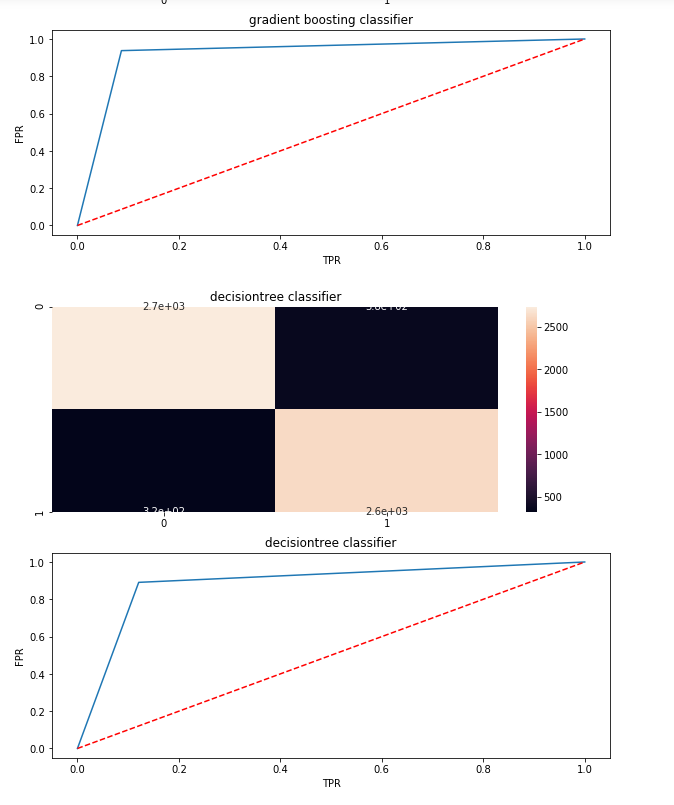 0 1
gradient boosting classifier
1.0
0.8
0.6
0.4
0.2
0.0
FPR
0.0 0.2 0.4 0.6 0.8 1.0
TPR
decisiontree classifier
0
2.7e+03
2500
2000
1500
1000
500
1
3.2e+02 2.6e+03
0 1
decisiontree classifier
1.0
0.8
0.6
0.4
0.2
0.0
FPR
0.0 0.2 0.4 0.6 0.8 1.0
TPR